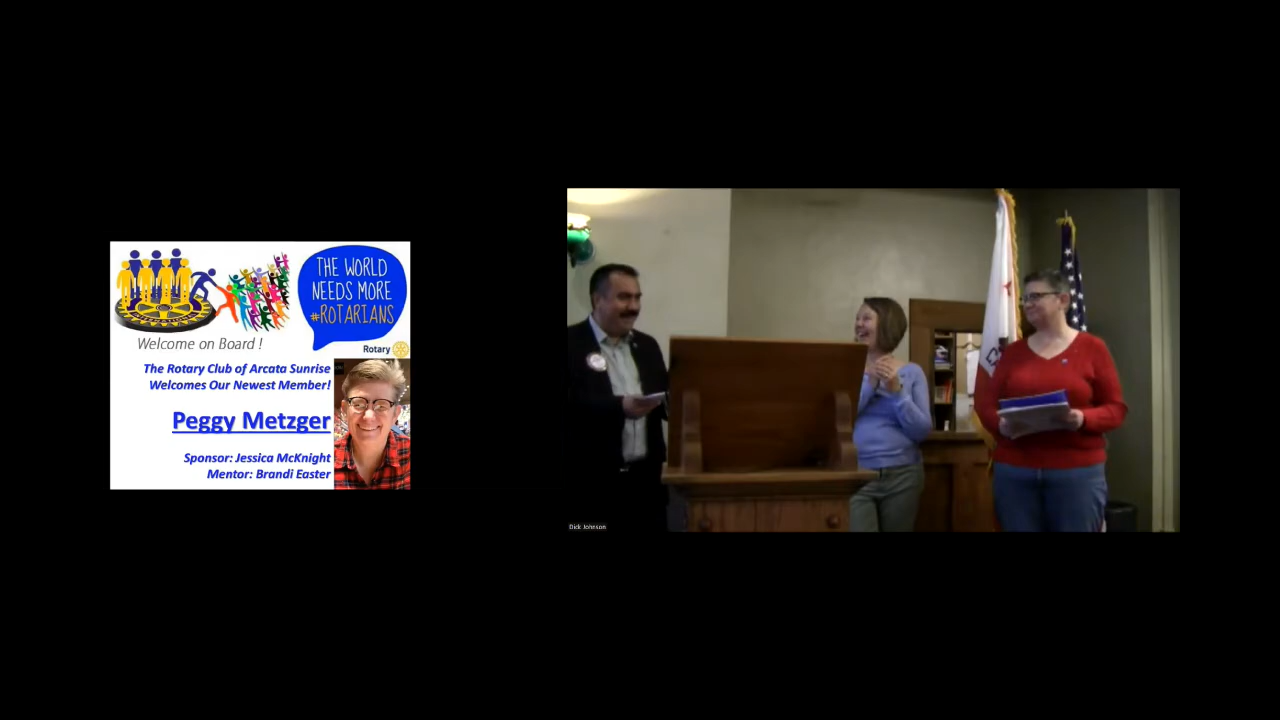 THE WORLD
NEEDS MORE
#ROTARIANS
Welcome on Board !
Rotary
The Rotary Club of Arcata Sunrise
Welcomes Our Newest Member!
Peggy Metzger
Sponsor: Jessica McKnight
Mentor: Brandi Easter
Dick Johnson